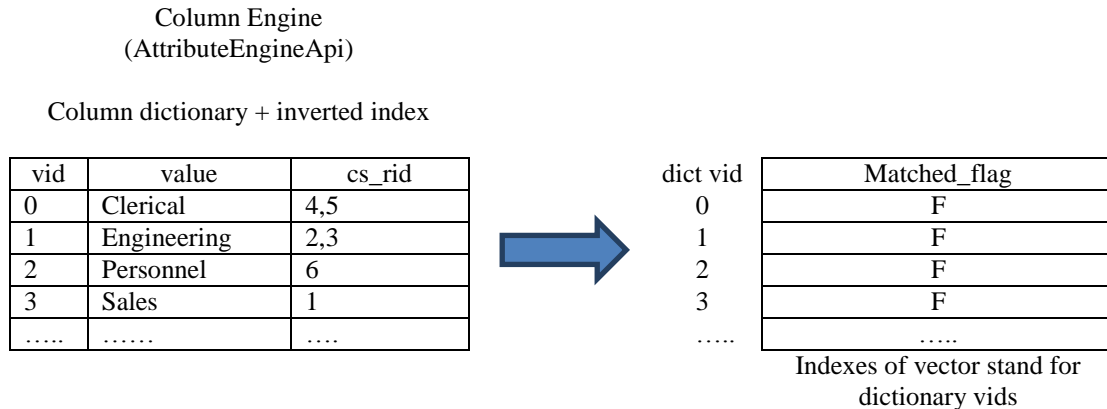 Column Engine
(AttributeEngineApi)
Column dictionary + inverted index
vid value cs_rid
0 Clerical 4,5
1 Engineering 2,3
2 Personnel 6
3 Sales 1
….. …… ….
dict vid Matched_flag
0 F
1 F
2 F
3 F
….. …..
Indexes of vector stand for
dictionary vids